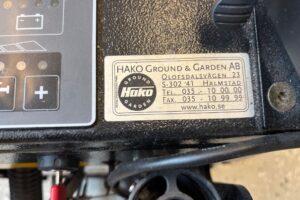 HAKO GROUND & GARDEN AB
OLOFSDALSVÄGEN 23
S-302 41 HALMSTAD
TEL. 035 - 10 00 00
FAX. 035 - 10 99 99
www.hako.se
GROUND
Hako
GARDEN